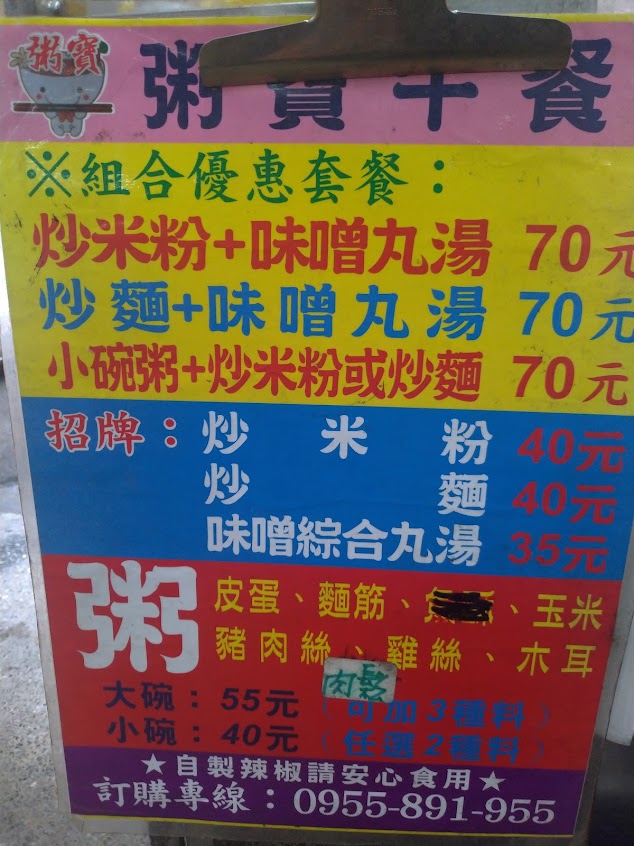 粥寶
粥寶早餐
※組合優惠套餐：
炒米粉+味噌丸湯 70元
炒麵+味噌丸湯 70元
小碗粥+炒米粉或炒麵 70元
招牌：炒米粉 40元
炒麵 40元
味噌綜合丸湯 35元
粥
皮蛋、麵筋、、玉米
豬肉絲、雞絲、木耳
肉鬆
大碗：55元（可加3種料）
小碗：40元（任選2種料）
★自製辣椒請安心食用★
訂購專線：0955-891-955